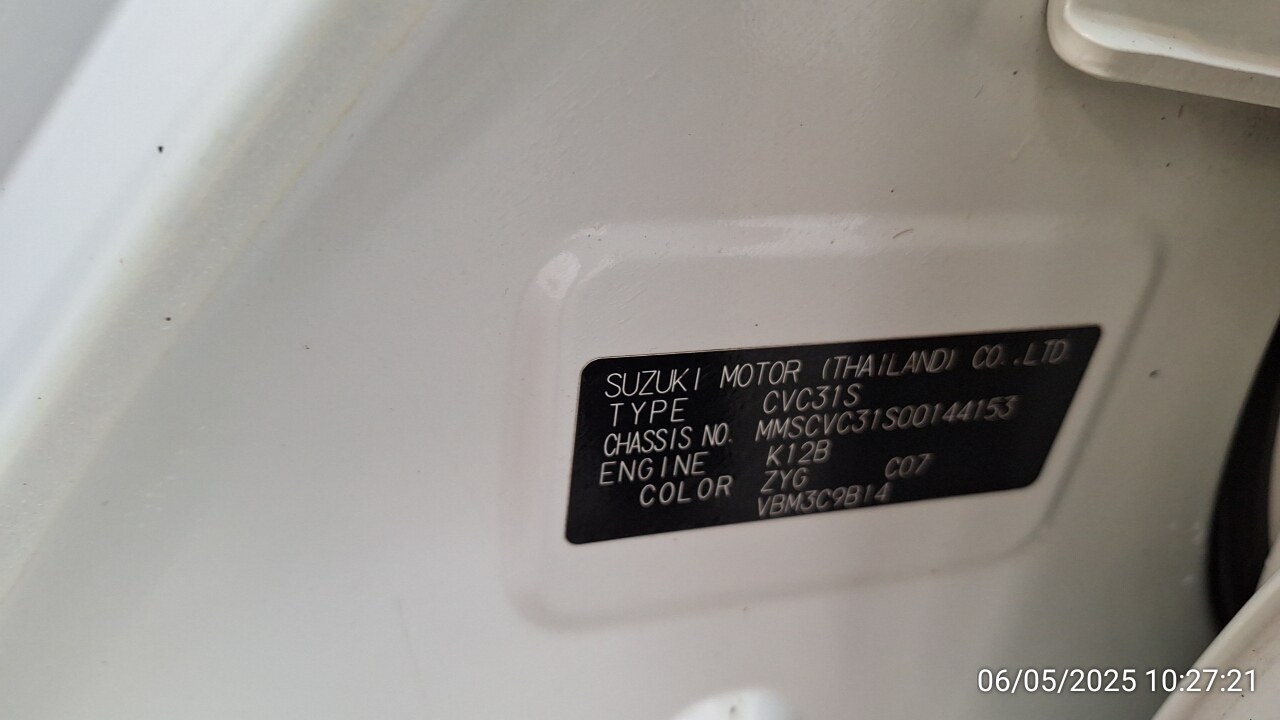 SUZUKI MOTOR (THAILAND) CO.,LTD.
TYPE CVC31S
CHASSIS NO. MMSCVC31S00144153
ENGINE K12B
COLOR ZYG C07
VBM3C9B14
06/05/2025 10:27:21